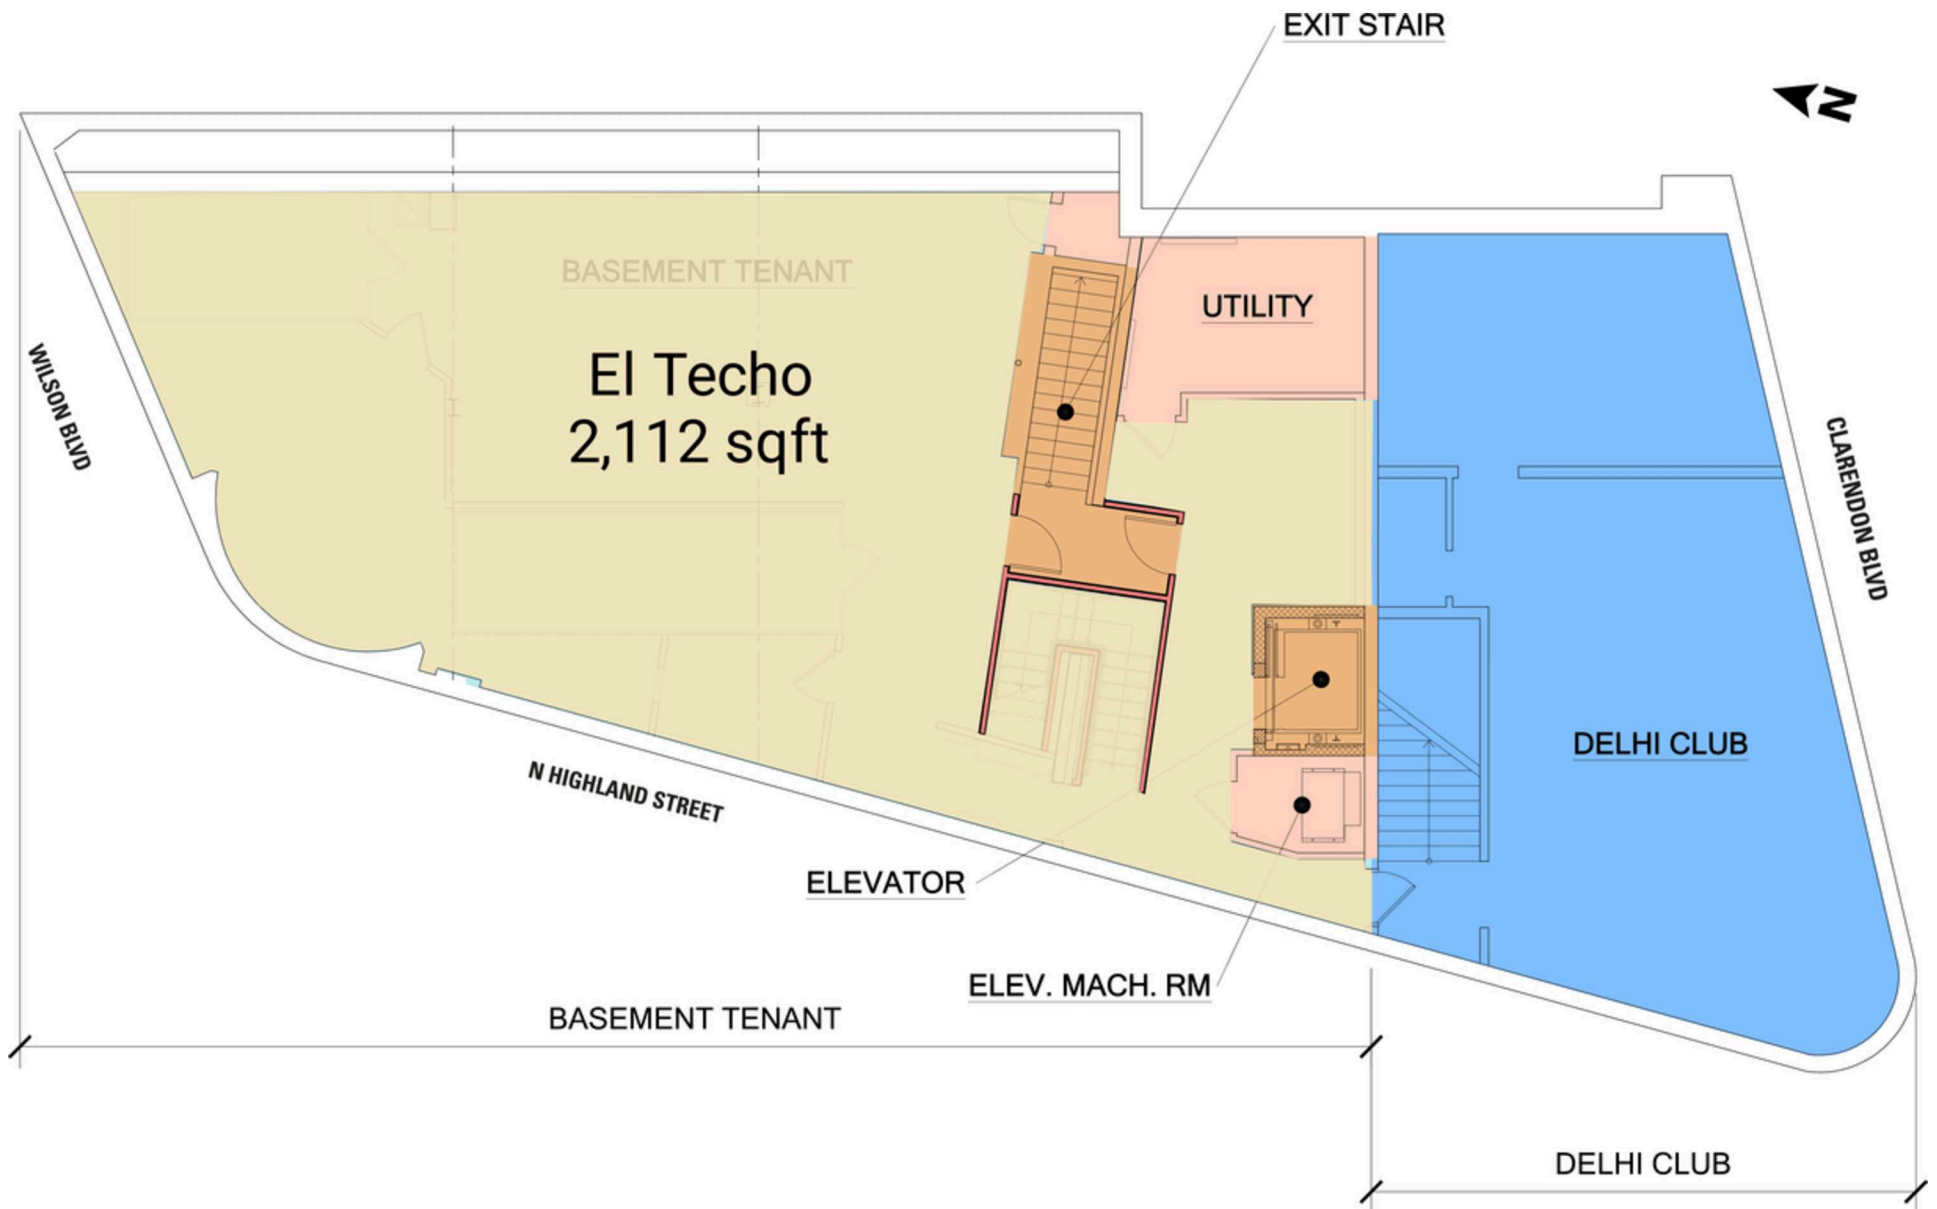 EXIT STAIR
N
BASEMENT TENANT
UTILITY
El Techo
2,112 sqft
WILSON BLVD
CLARENDON BLVD
DELHI CLUB
N HIGHLAND STREET
ELEVATOR
ELEV. MACH. RM
BASEMENT TENANT
DELHI CLUB